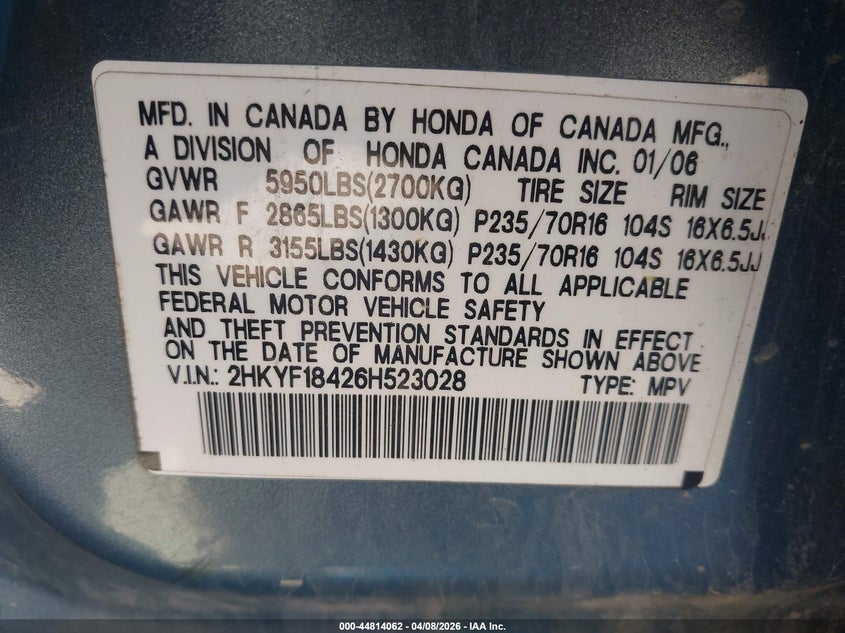 MFD. IN CANADA BY HONDA OF CANADA MFG.,
A DIVISION OF HONDA CANADA INC. 01/06
GVWR 5950LBS(2700KG) TIRE SIZE RIM SIZE
GAWR F 2865LBS(1300KG) P235/70R16 104S 16X6.5JJ
GAWR R 3155LBS(1430KG) P235/70R16 104S 16X6.5JJ
THIS VEHICLE CONFORMS TO ALL APPLICABLE
FEDERAL MOTOR VEHICLE SAFETY
AND THEFT PREVENTION STANDARDS IN EFFECT
ON THE DATE OF MANUFACTURE SHOWN ABOVE
V.I.N.: 2HKYF18426H523028 TYPE: MPV
000-44814062 - 04/08/2026 - IAA Inc.